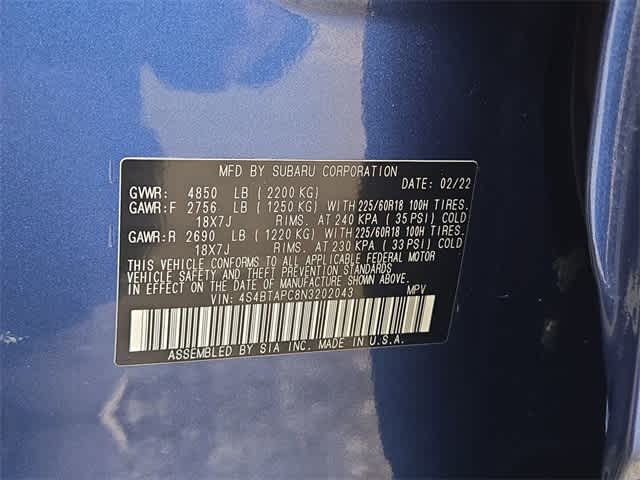 MFD BY SUBARU CORPORATION
DATE: 02/22
GVWR: 4850 LB (2200 KG)
GAWR:F 2756 LB (1250 KG) WITH 225/60R18 100H TIRES.
18X7J RIMS. AT 240 KPA (35 PSI) COLD
GAWR:R 2690 LB (1220 KG) WITH 225/60R18 100H TIRES.
18X7J RIMS. AT 230 KPA (33 PSI) COLD
THIS VEHICLE CONFORMS TO ALL APPLICABLE FEDERAL MOTOR
VEHICLE SAFETY AND THEFT PREVENTION STANDARDS
IN EFFECT ON THE DATE OF MANUFACTURE SHOWN ABOVE.
VIN: 4S4BTAPC8N3202043 MPV
ASSEMBLED BY SIA INC. MADE IN U.S.A.